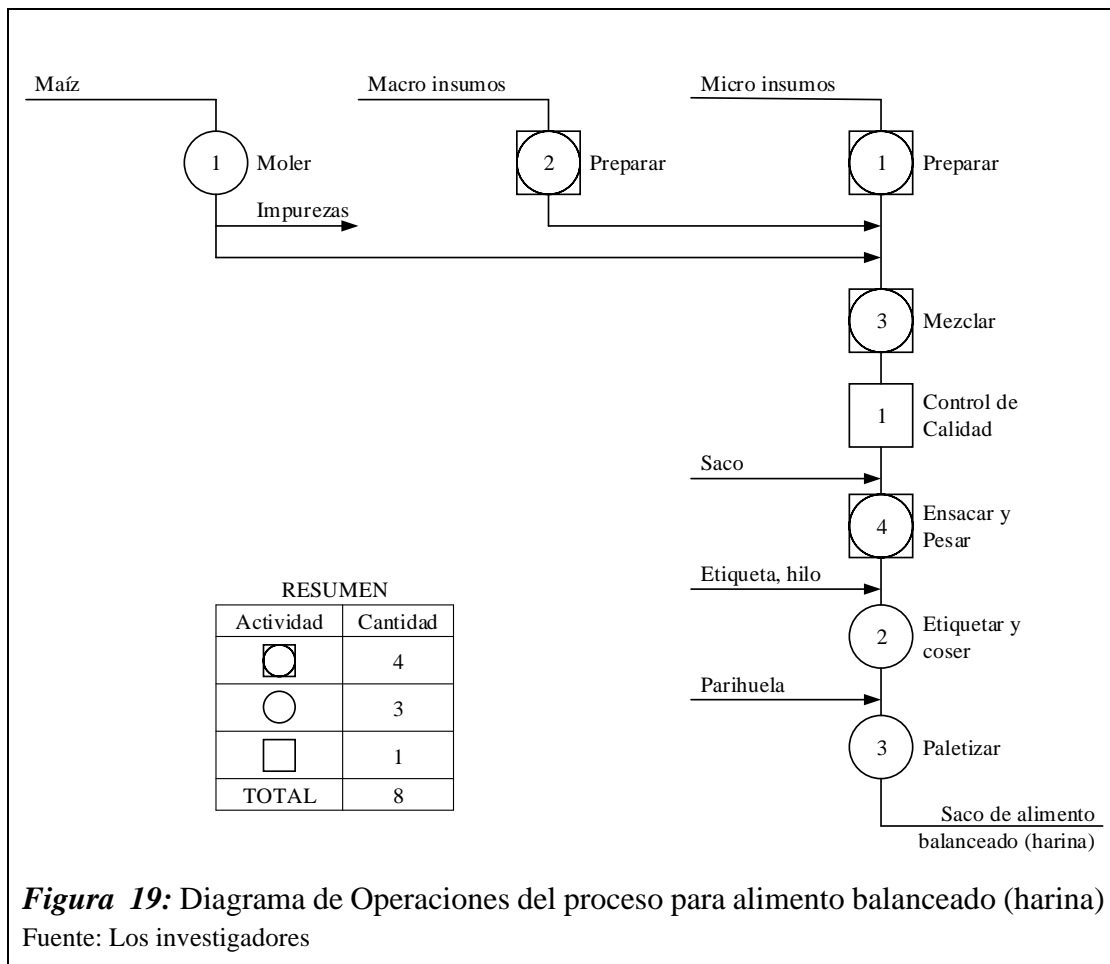 Maíz
Macro insumos
Micro insumos
1
Moler
2
Preparar
1
Preparar
Impurezas
3
Mezclar
1
Control de
Calidad
Saco
4
Ensacar y
Pesar
Etiqueta, hilo
2
Etiquetar y
coser
Parihuela
3
Paletizar
Saco de alimento
balanceado (harina)
RESUMEN
Actividad Cantidad
4
3
1
TOTAL 8
Figura 19: Diagrama de Operaciones del proceso para alimento balanceado (harina)
Fuente: Los investigadores